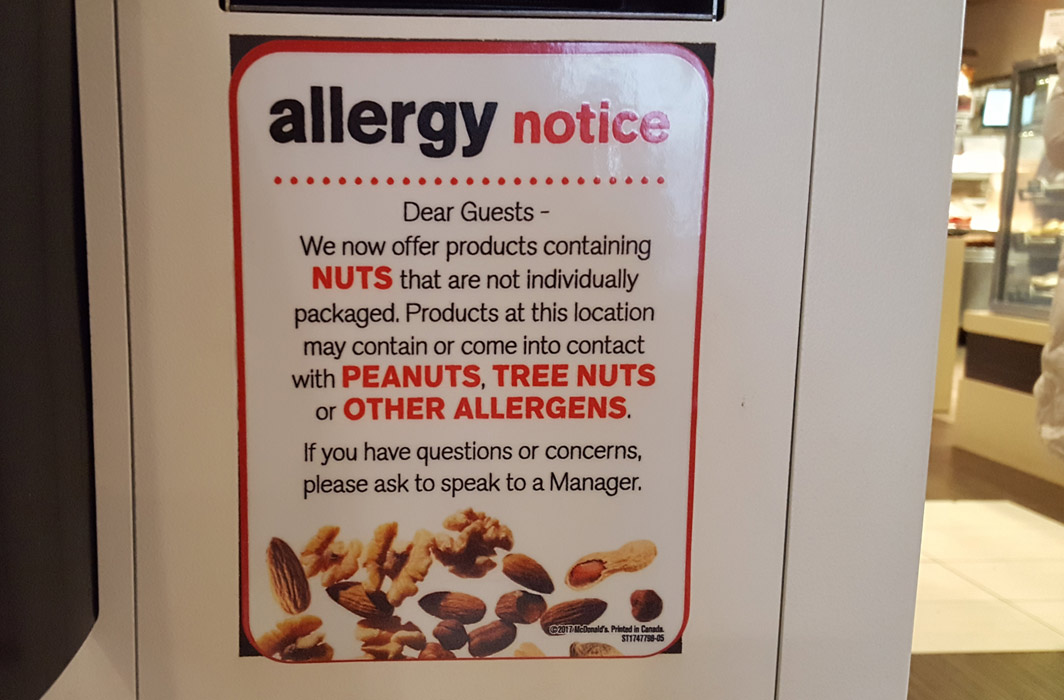 allergy notice
Dear Guests -
We now offer products containing
NUTS that are not individually
packaged. Products at this location
may contain or come into contact
with PEANUTS, TREE NUTS
or OTHER ALLERGENS.
If you have questions or concerns,
please ask to speak to a Manager.
©2017 McDonald's. Printed in Canada.